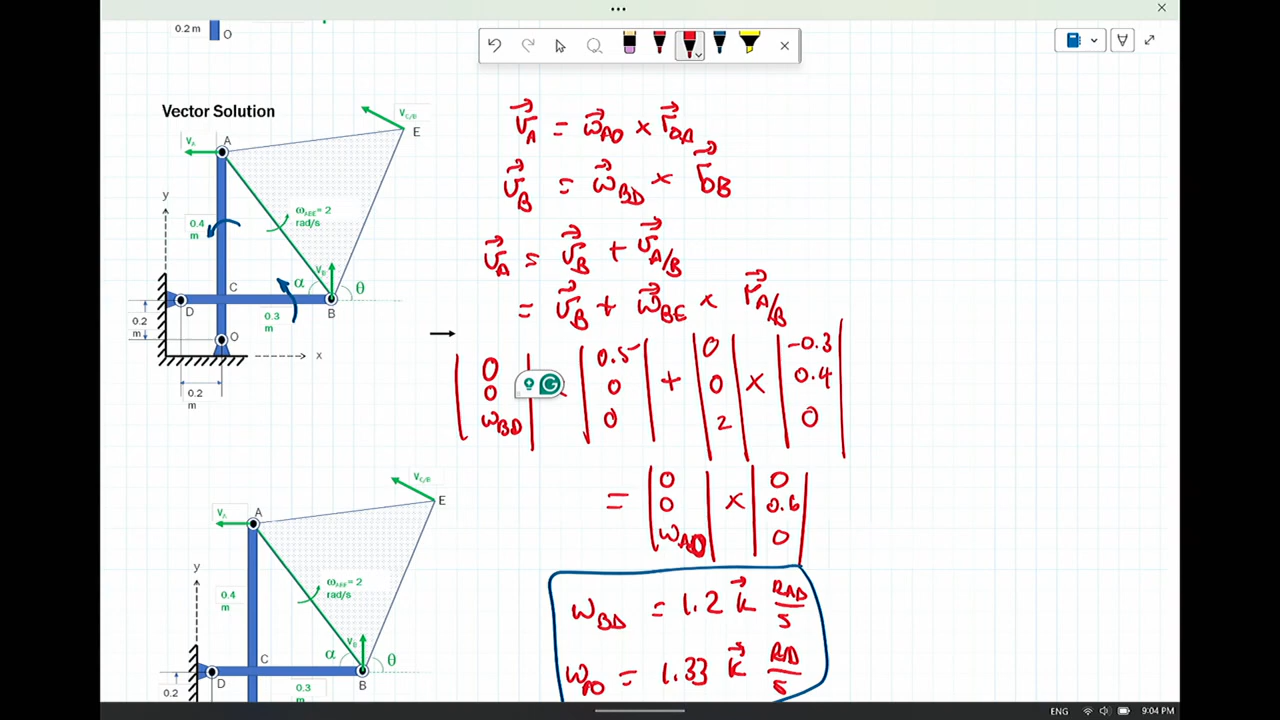 0.2 m
O
Vector Solution
V_C/B
E
V_A
A
y
ω_ABE = 2
rad/s
0.4
m
V_B
α
θ
C
D
B
0.3
m
0.2
m
O
x
0.2
m
v⃗_A = ω⃗_AO × r⃗_OA
v⃗_B = ω⃗_BD × r⃗_DB
v⃗_A = v⃗_B + v⃗_A/B
= v⃗_B + ω⃗_BE × r⃗_A/B
| 0 | | 0.5 | + | 0 | × | -0.3 |
| 0 | | 0 | | 0 | | 0.4 |
| ω_BD | | 0 | | 2 | | 0 |
= | 0 | × | 0 |
| 0 | | 0.6 |
| ω_AO | | 0 |
ω_BD = 1.2 k⃗ RAD/S
ω_AO = 1.33 k⃗ RAD/S
V_C/B
E
V_A
A
y
ω_ABE = 2
rad/s
0.4
m
V_B
α
θ
C
D
B
0.2
0.3
ENG
9:04 PM